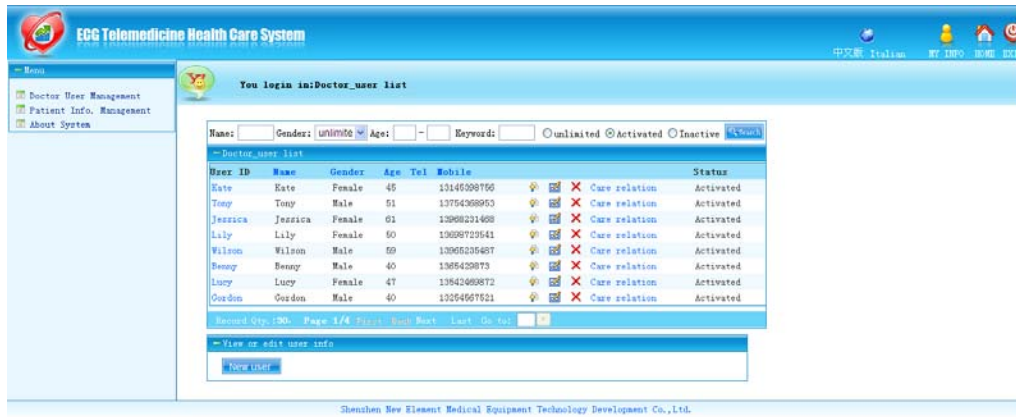 ECG Telemedicine Health Care System
中文版 Italian MY INFO HOME EXIT
Menu
Doctor User Management
Patient Info. Management
About System
You login in:Doctor_user list
Name: Gender: unlimite Age: - Keyword: unlimited Activated Inactive Search
Doctor_user list
User ID Name Gender Age Tel Mobile Status
Kate Kate Female 45 13145398756 Care relation Activated
Tony Tony Male 51 13754368953 Care relation Activated
Jessica Jessica Female 61 13968231468 Care relation Activated
Lily Lily Female 50 13698723541 Care relation Activated
Wilson Wilson Male 59 13965235487 Care relation Activated
Benny Benny Male 40 1365429873 Care relation Activated
Lucy Lucy Female 47 13542469872 Care relation Activated
Gordon Gordon Male 40 13254567521 Care relation Activated
Record Qty.:30. Page 1/4 First Next Last Go to:
View or edit user info
New user
Shenzhen New Element Medical Equipment Technology Development Co.,Ltd.